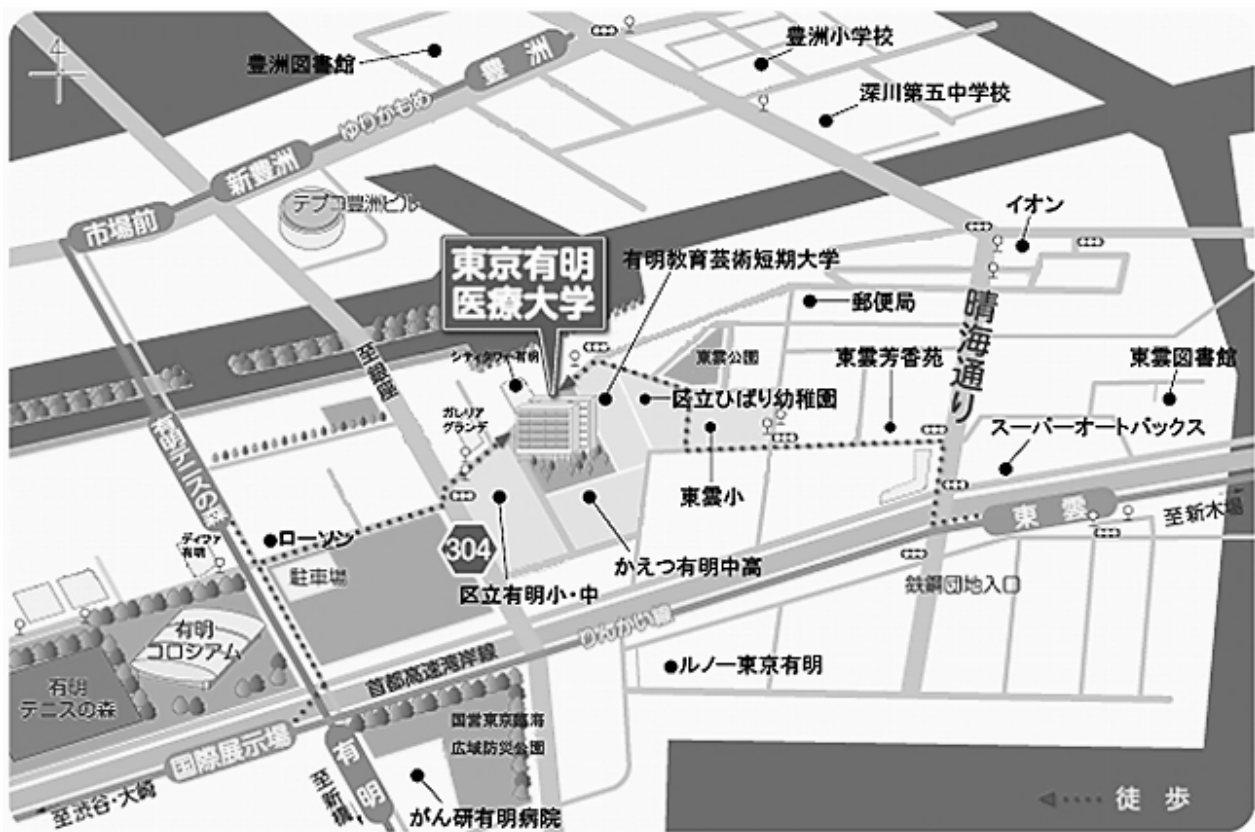 4
豊洲図書館
豊洲
ゆりかもめ
新豊洲
市場前
テプコ豊洲ビル
豊洲小学校
深川第五中学校
イオン
東京有明
医療大学
有明教育芸術短期大学
郵便局
晴海通り
東雲公園
東雲芳香苑
東雲図書館
至銀座
シティタワー有明
ガレリア
グランデ
区立ひばり幼稚園
スーパーオートバックス
東雲小
有明テニスの森
ローソン
ディファ
有明
駐車場
304
かえつ有明中高
区立有明小・中
東雲
至新木場
鉄鋼団地入口
りんかい線
首都高速湾岸線
ルノー東京有明
有明
コロシアム
有明
テニスの森
国際展示場
有明
国営東京臨海
広域防災公園
至渋谷・大崎
至新橋
がん研有明病院
徒歩